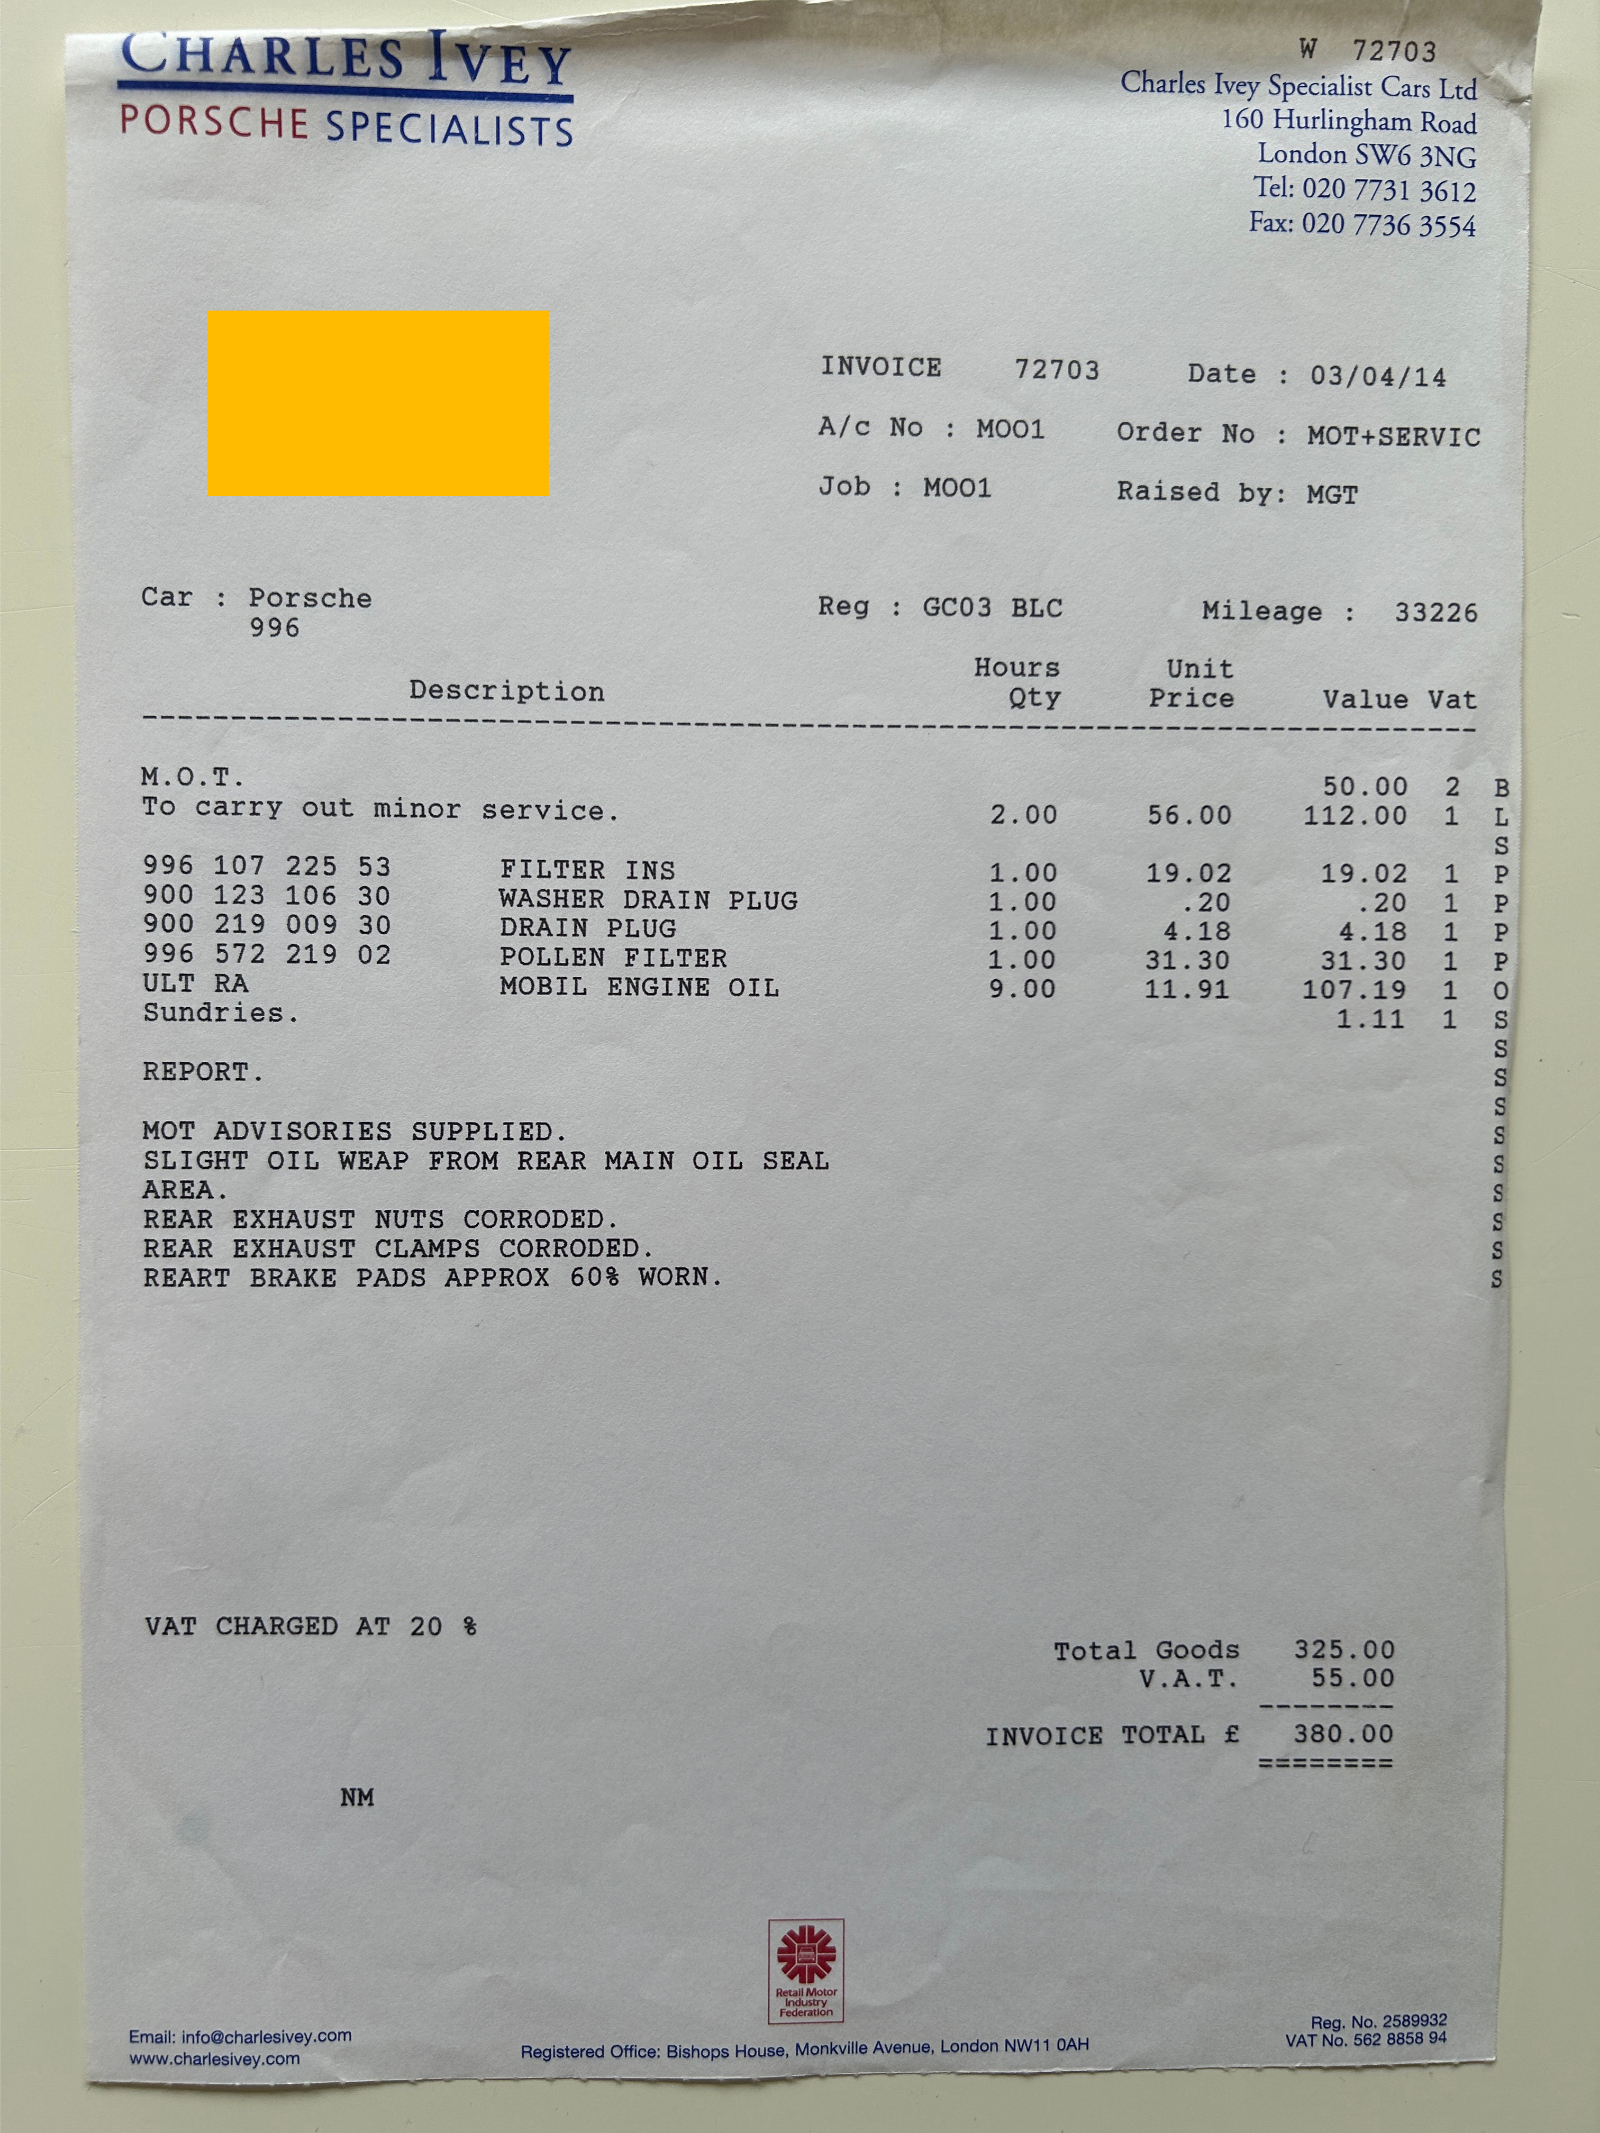 CHARLES IVEY
PORSCHE SPECIALISTS
W 72703
Charles Ivey Specialist Cars Ltd
160 Hurlingham Road
London SW6 3NG
Tel: 020 7731 3612
Fax: 020 7736 3554
INVOICE 72703 Date : 03/04/14
A/c No : MOO1 Order No : MOT+SERVIC
Job : MOO1 Raised by: MGT
Car : Porsche
996
Reg : GC03 BLC Mileage : 33226
Hours Unit
Description Qty Price Value Vat
M.O.T. 50.00 2 B
To carry out minor service. 2.00 56.00 112.00 1 L
S
996 107 225 53 FILTER INS 1.00 19.02 19.02 1 P
900 123 106 30 WASHER DRAIN PLUG 1.00 .20 .20 1 P
900 219 009 30 DRAIN PLUG 1.00 4.18 4.18 1 P
996 572 219 02 POLLEN FILTER 1.00 31.30 31.30 1 P
ULT RA MOBIL ENGINE OIL 9.00 11.91 107.19 1 O
Sundries. 1.11 1 S
S
REPORT. S
S
MOT ADVISORIES SUPPLIED. S
SLIGHT OIL WEAP FROM REAR MAIN OIL SEAL S
AREA. S
REAR EXHAUST NUTS CORRODED. S
REAR EXHAUST CLAMPS CORRODED. S
REART BRAKE PADS APPROX 60% WORN. S
VAT CHARGED AT 20 %
Total Goods 325.00
V.A.T. 55.00
--------
INVOICE TOTAL £ 380.00
========
NM
Retail Motor
Industry
Federation
Email: info@charlesivey.com
www.charlesivey.com
Registered Office: Bishops House, Monkville Avenue, London NW11 0AH
Reg. No. 2589932
VAT No. 562 8858 94